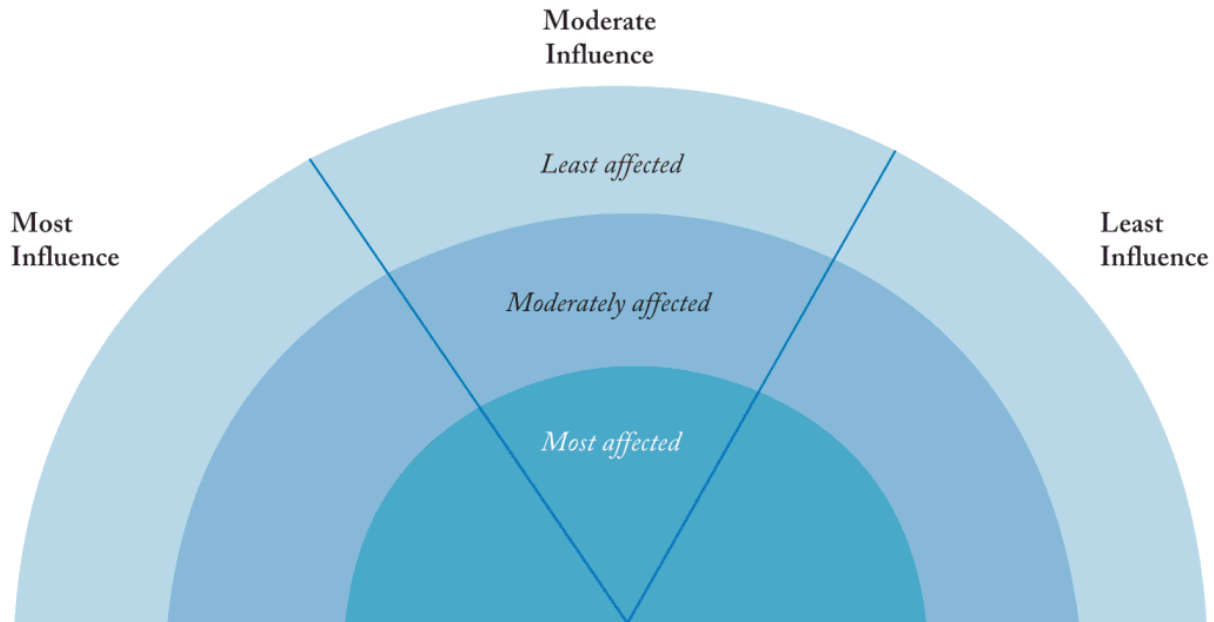 Moderate
Influence
Least affected
Most
Influence
Least
Influence
Moderately affected
Most affected